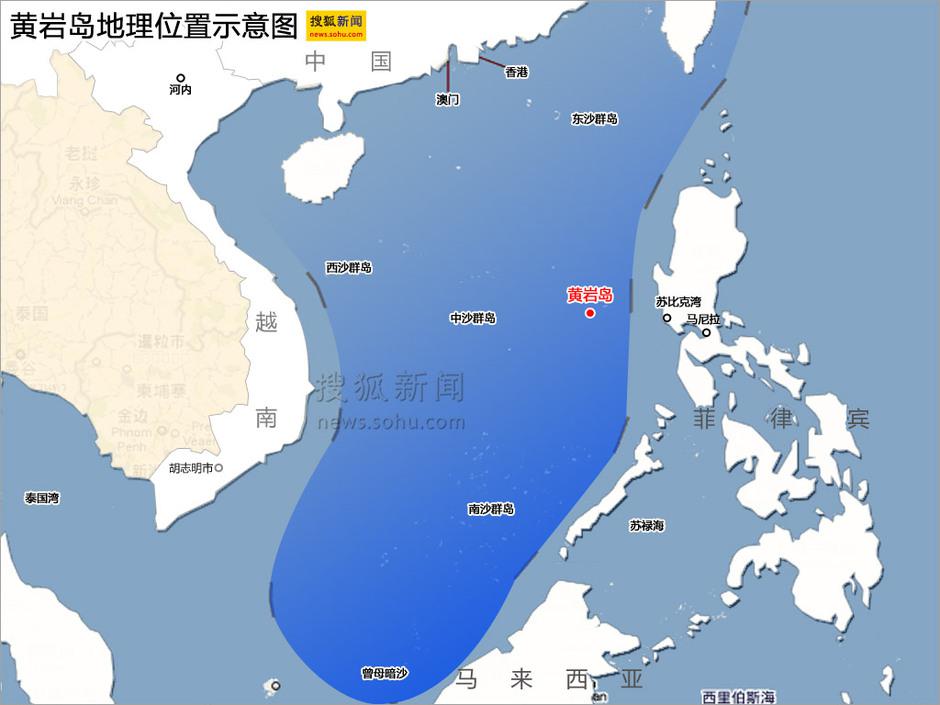 黄岩岛地理位置示意图
搜狐新闻
news.sohu.com
中国
香港
河内
澳门
东沙群岛
老挝
永珍
Viang Chan
西沙群岛
黄岩岛
苏比克湾
泰国
中沙群岛
马尼拉
越
暹粒市
搜狐新闻
柬埔寨
news.sohu.com
金边
南
菲律宾
Phnom
Penh
胡志明市
泰国湾
南沙群岛
苏禄海
曾母暗沙
马来西亚
西里伯斯海